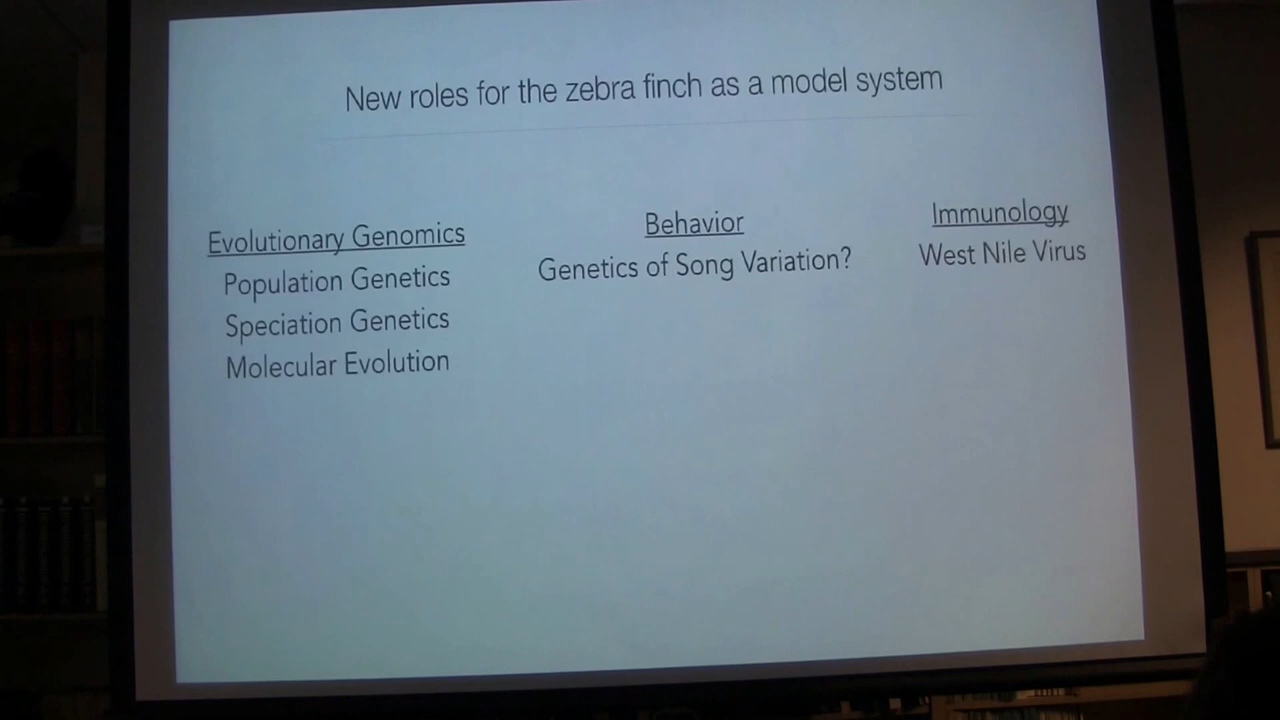 New roles for the zebra finch as a model system
Evolutionary Genomics
Population Genetics
Speciation Genetics
Molecular Evolution
Behavior
Genetics of Song Variation?
Immunology
West Nile Virus